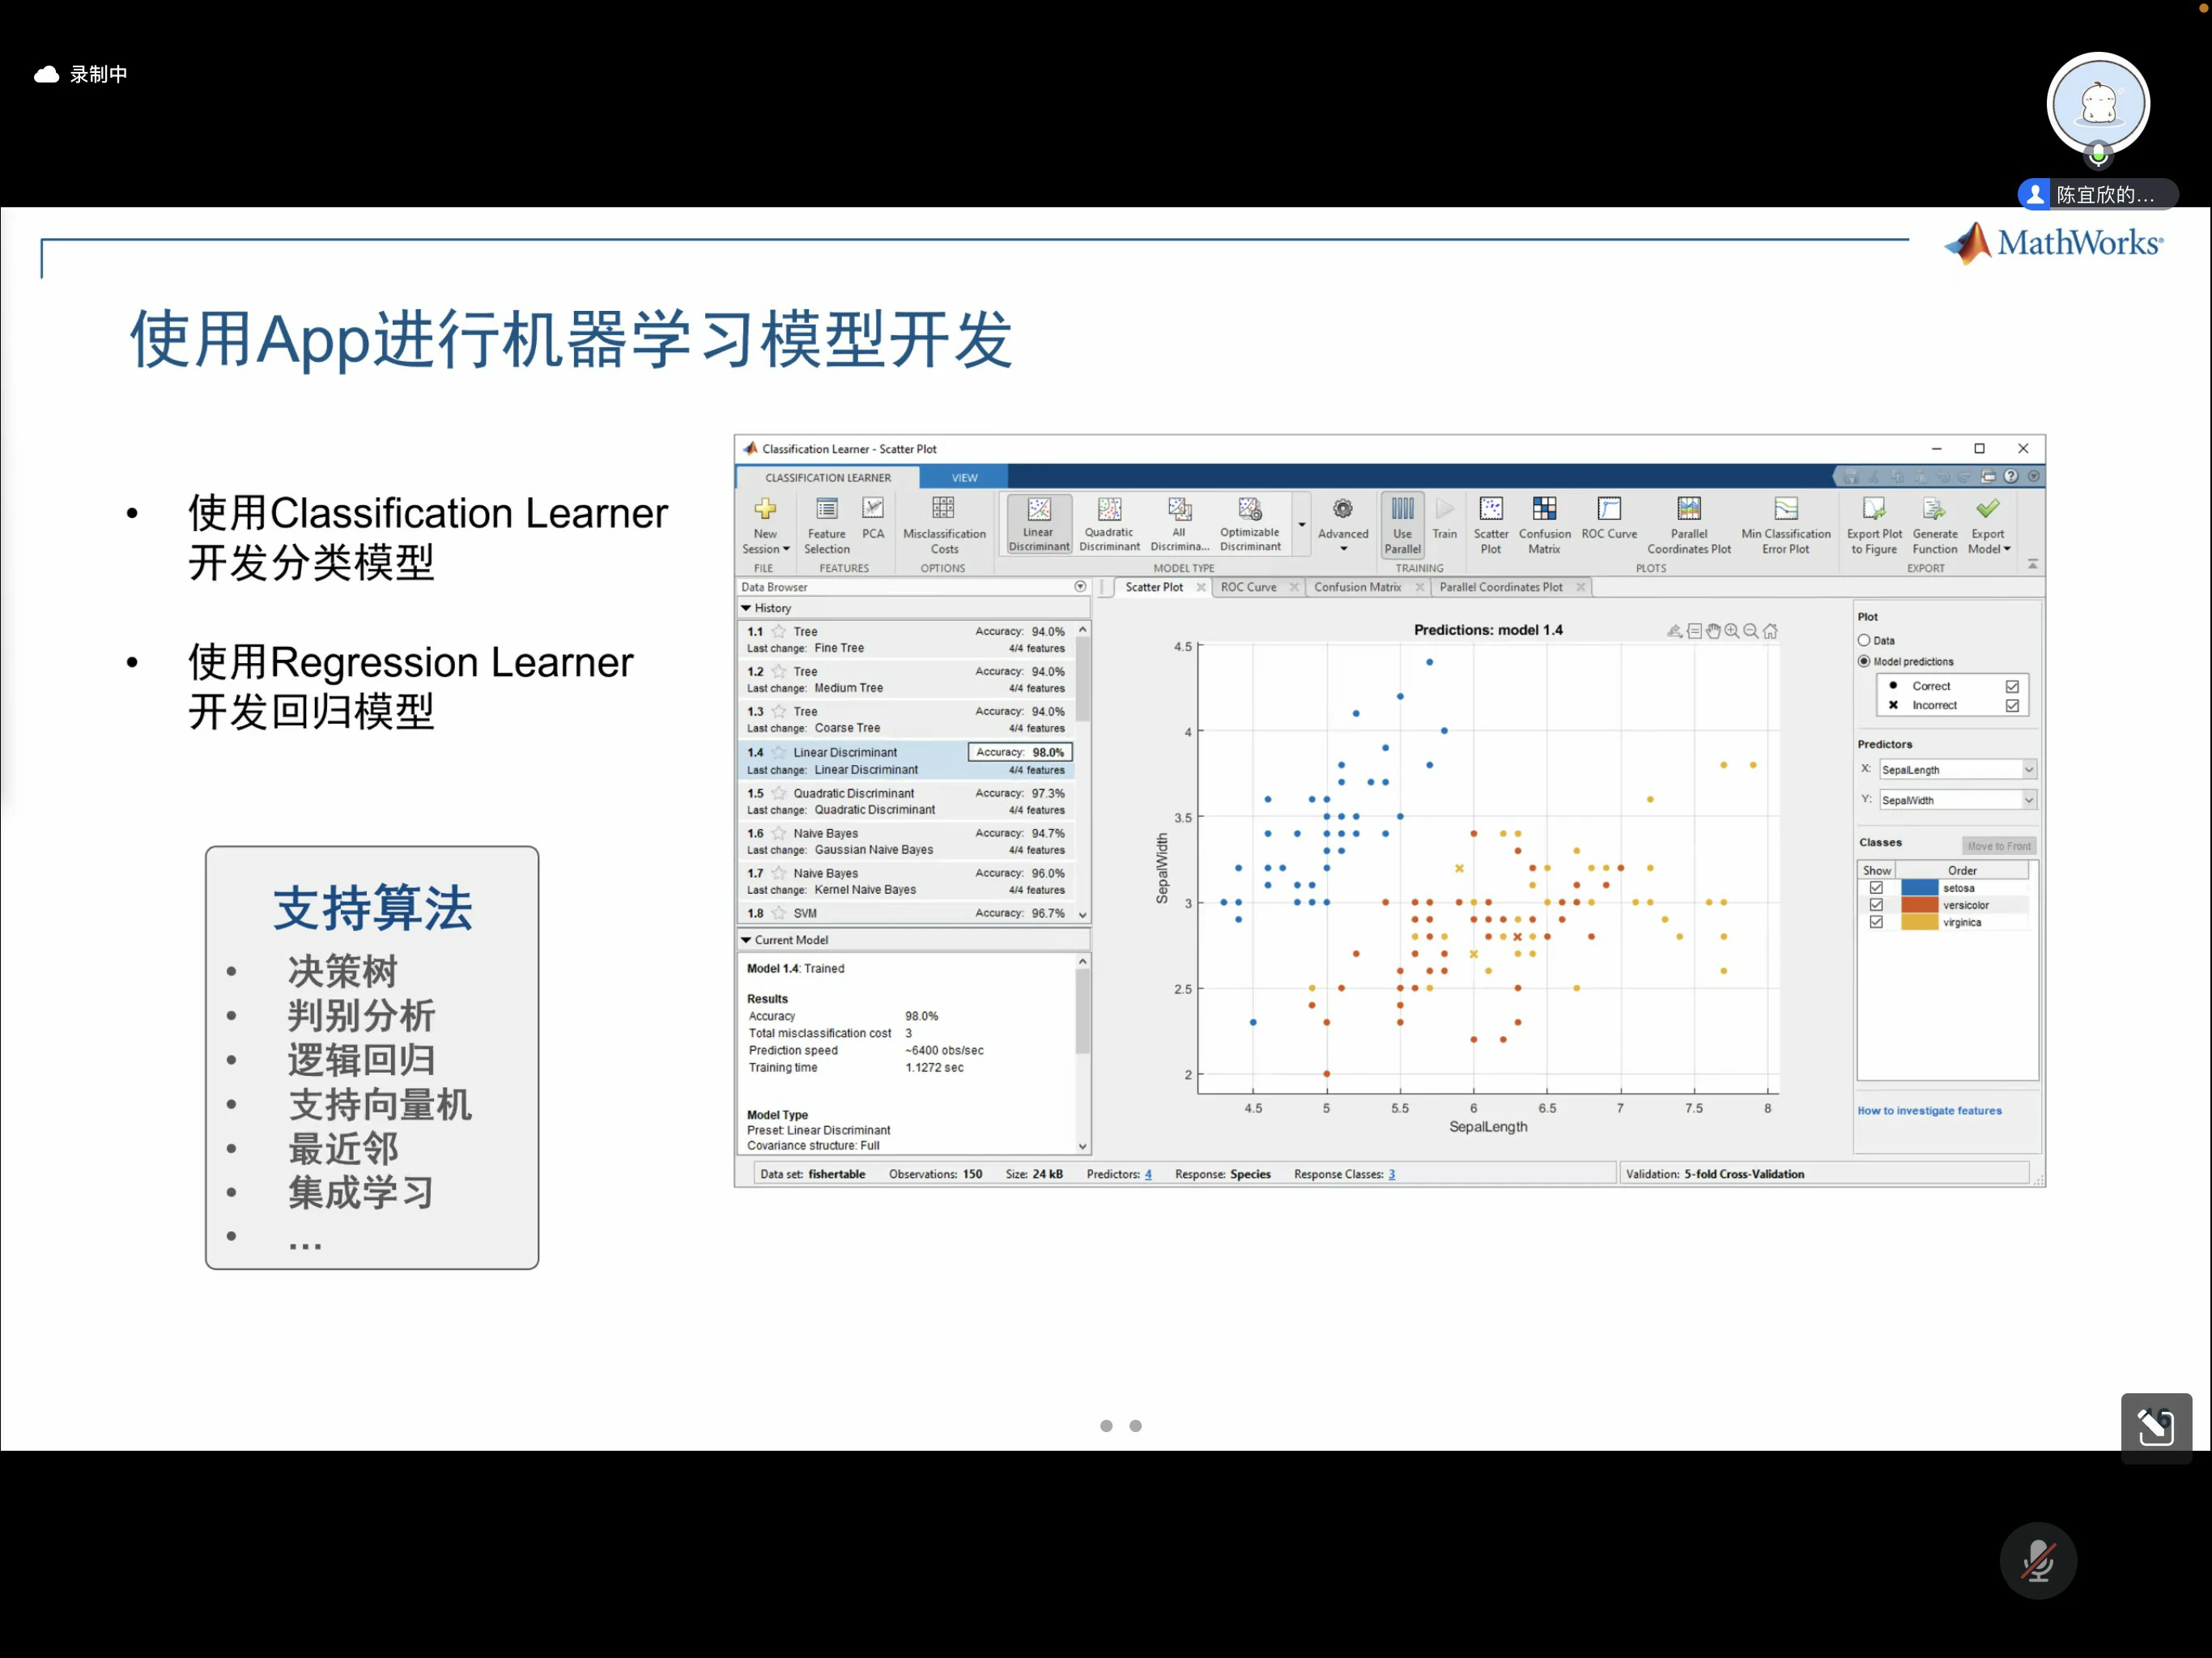 录制中
陈宜欣的...
MathWorks
使用App进行机器学习模型开发
• 使用Classification Learner
开发分类模型
• 使用Regression Learner
开发回归模型
支持算法
• 决策树
• 判别分析
• 逻辑回归
• 支持向量机
• 最近邻
• 集成学习
• ...
Classification Learner - Scatter Plot
CLASSIFICATION LEARNER VIEW
New Session
Feature Selection
PCA
Misclassification Costs
Linear Discriminant
Quadratic Discriminant
All Discrimina...
Optimizable Discriminant
Advanced
Use Parallel
Train
Scatter Plot
Confusion Matrix
ROC Curve
Parallel Coordinates Plot
Min Classification Error Plot
Export Plot to Figure
Generate Function
Export Model
FILE FEATURES OPTIONS MODEL TYPE TRAINING PLOTS EXPORT
Data Browser
History
1.1 Tree Accuracy: 94.0%
Last change: Fine Tree 4/4 features
1.2 Tree Accuracy: 94.0%
Last change: Medium Tree 4/4 features
1.3 Tree Accuracy: 94.0%
Last change: Coarse Tree 4/4 features
1.4 Linear Discriminant Accuracy: 98.0%
Last change: Linear Discriminant 4/4 features
1.5 Quadratic Discriminant Accuracy: 97.3%
Last change: Quadratic Discriminant 4/4 features
1.6 Naive Bayes Accuracy: 94.7%
Last change: Gaussian Naive Bayes 4/4 features
1.7 Naive Bayes Accuracy: 96.0%
Last change: Kernel Naive Bayes 4/4 features
1.8 SVM Accuracy: 96.7%
Current Model
Model 1.4: Trained
Results
Accuracy 98.0%
Total misclassification cost 3
Prediction speed ~6400 obs/sec
Training time 1.1272 sec
Model Type
Preset: Linear Discriminant
Covariance structure: Full
Scatter Plot ROC Curve Confusion Matrix Parallel Coordinates Plot
Predictions: model 1.4
4.5
4
3.5
3
2.5
2
SepalWidth
4.5 5 5.5 6 6.5 7 7.5 8
SepalLength
Plot
Data
Model predictions
Correct
Incorrect
Predictors
X: SepalLength
Y: SepalWidth
Classes Move to Front
Show Order
setosa
versicolor
virginica
How to investigate features
Data set: fishertable Observations: 150 Size: 24 kB Predictors: 4 Response: Species Response Classes: 3
Validation: 5-fold Cross-Validation